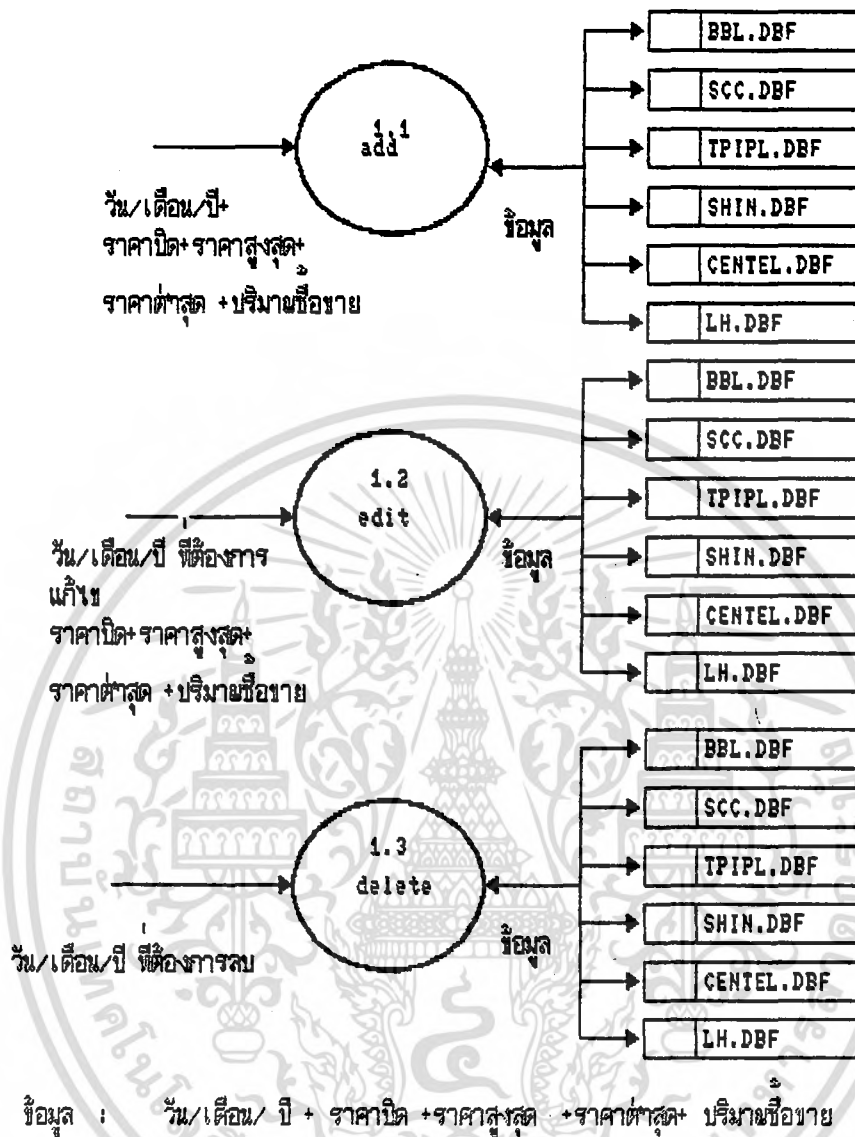 BBL.DBF
SCC.DBF
1.1
add
TPIPL.DBF
วัน/เดือน/ปี+
ราคาปิด+ราคาสูงสุด+
ราคาต่ำสุด +ปริมาณซื้อขาย
ข้อมูล
SHIN.DBF
CENTEL.DBF
LH.DBF
BBL.DBF
SCC.DBF
1.2
edit
TPIPL.DBF
วัน/เดือน/ปี ที่ต้องการ
แก้ไข
ราคาปิด+ราคาสูงสุด+
ราคาต่ำสุด +ปริมาณซื้อขาย
ข้อมูล
SHIN.DBF
CENTEL.DBF
LH.DBF
BBL.DBF
SCC.DBF
1.3
delete
TPIPL.DBF
วัน/เดือน/ปี ที่ต้องการลบ
ข้อมูล
SHIN.DBF
CENTEL.DBF
LH.DBF
ข้อมูล : วัน/เดือน/ ปี + ราคาปิด +ราคาสูงสุด +ราคาต่ำสุด+ ปริมาณซื้อขาย